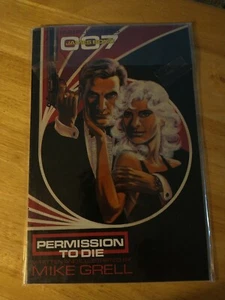 007
PERMISSION
TO DIE
MIKE GRELL